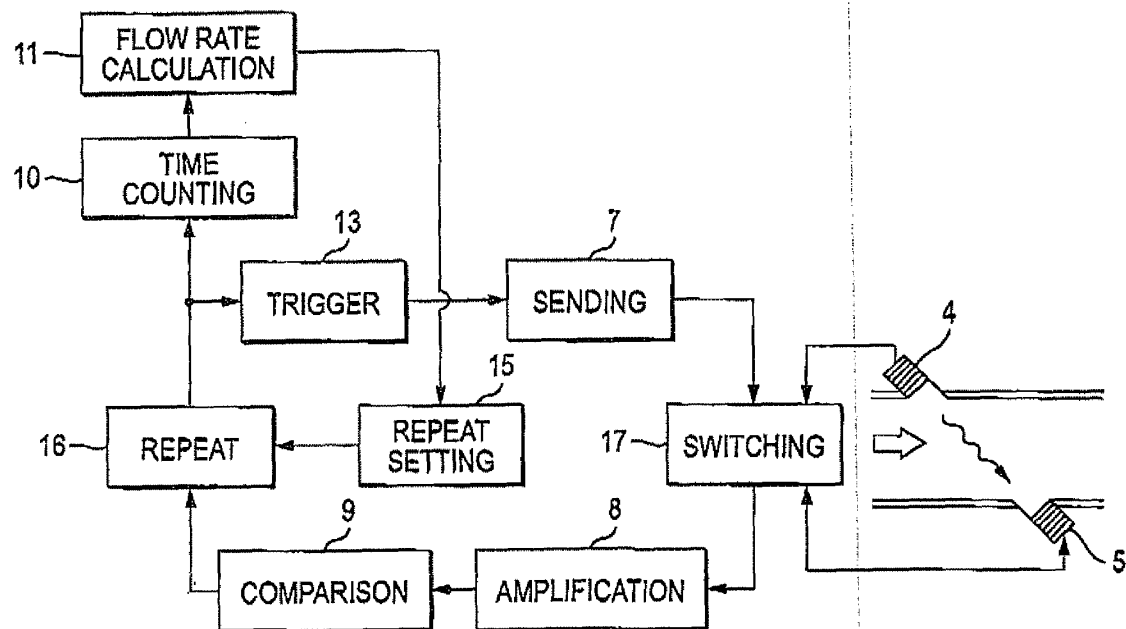 11
FLOW RATE
CALCULATION
10
TIME
COUNTING
13
TRIGGER
7
SENDING
4
16
REPEAT
15
REPEAT
SETTING
17
SWITCHING
9
COMPARISON
8
AMPLIFICATION
5